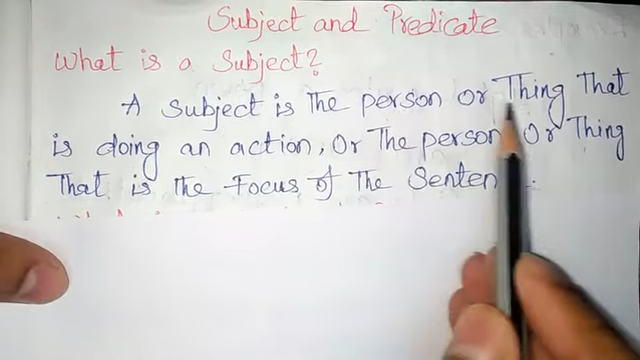 Subject and Predicate
What is a Subject?
A Subject is The person or Thing That
is doing an action, Or The person Or Thing
That is The Focus of The Senten